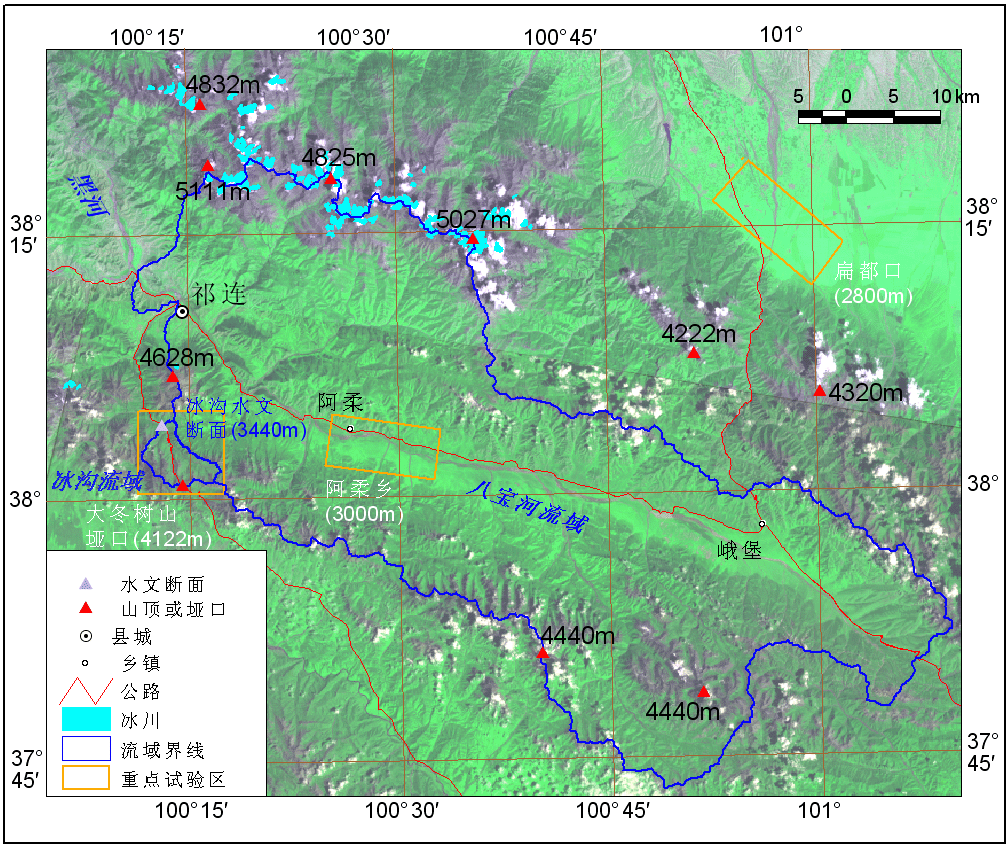 100°15′
100°30′
100°45′
101°
4832m
5 0 5 10 km
4825m
5111m
黑河
5027m
38°
15′
38°
15′
扁都口
(2800m)
祁连
4222m
4628m
4320m
阿柔
冰沟水文
断面(3440m)
冰沟流域
38°
38°
阿柔乡
(3000m)
八宝河流域
大冬树山
垭口(4122m)
峨堡
水文断面
山顶或垭口
县城
乡镇
公路
冰川
流域界线
重点试验区
4440m
4440m
37°
45′
37°
45′
100°15′
100°30′
100°45′
101°